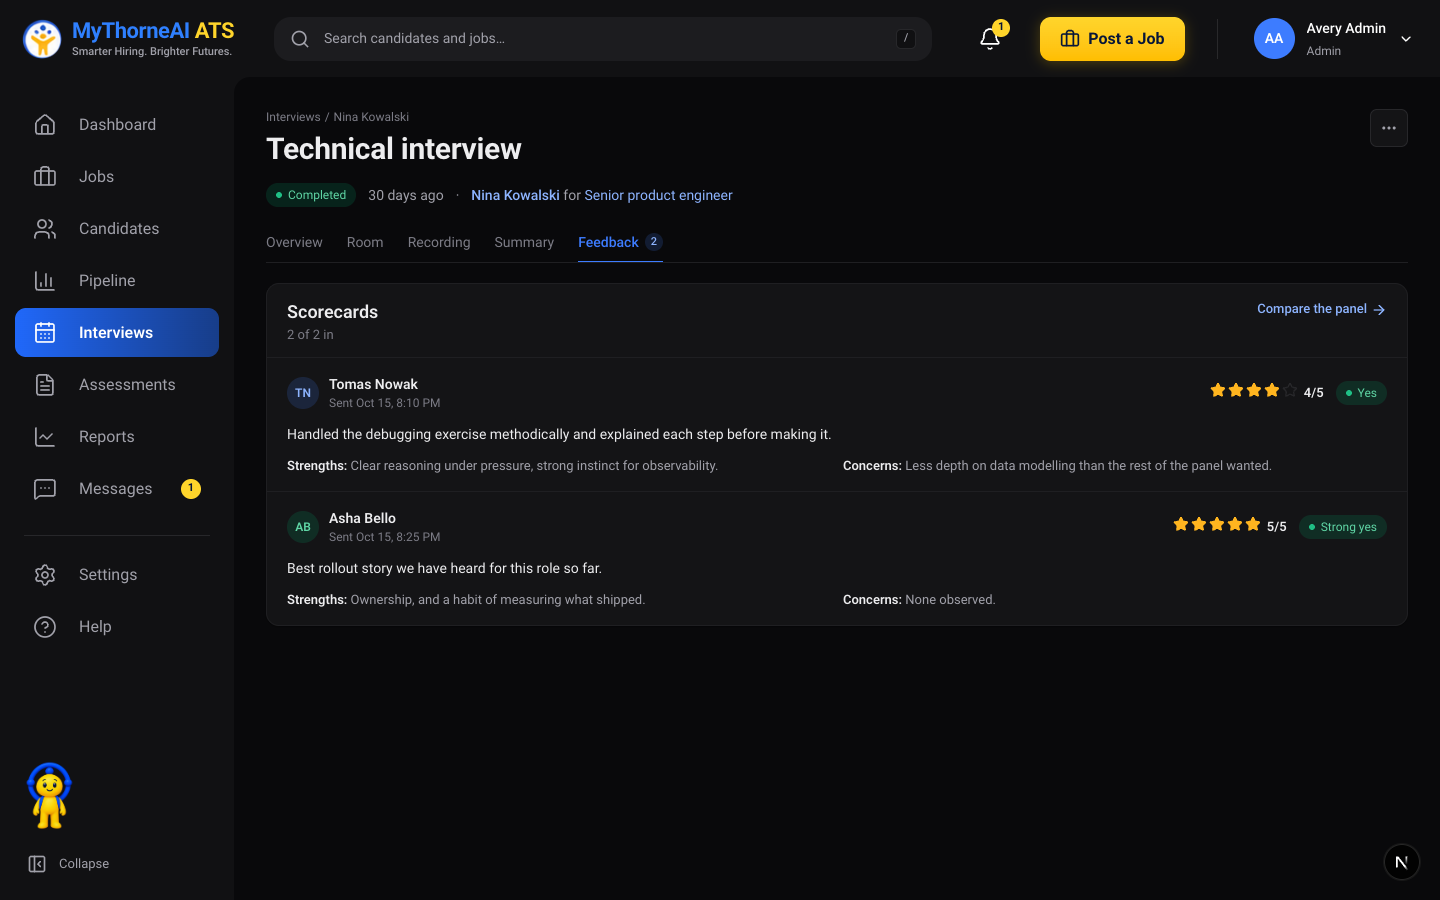 MyThorneAI ATS
Smarter Hiring. Brighter Futures.
Search candidates and jobs...
/
1
Post a Job
AA
Avery Admin
Admin
Dashboard
Jobs
Candidates
Pipeline
Interviews
Assessments
Reports
Messages 1
Settings
Help
Collapse
Interviews / Nina Kowalski
Technical interview
Completed 30 days ago · Nina Kowalski for Senior product engineer
Overview Room Recording Summary Feedback 2
Scorecards
2 of 2 in
Compare the panel
TN
Tomas Nowak
Sent Oct 15, 8:10 PM
4/5 Yes
Handled the debugging exercise methodically and explained each step before making it.
Strengths: Clear reasoning under pressure, strong instinct for observability.
Concerns: Less depth on data modelling than the rest of the panel wanted.
AB
Asha Bello
Sent Oct 15, 8:25 PM
5/5 Strong yes
Best rollout story we have heard for this role so far.
Strengths: Ownership, and a habit of measuring what shipped.
Concerns: None observed.
N